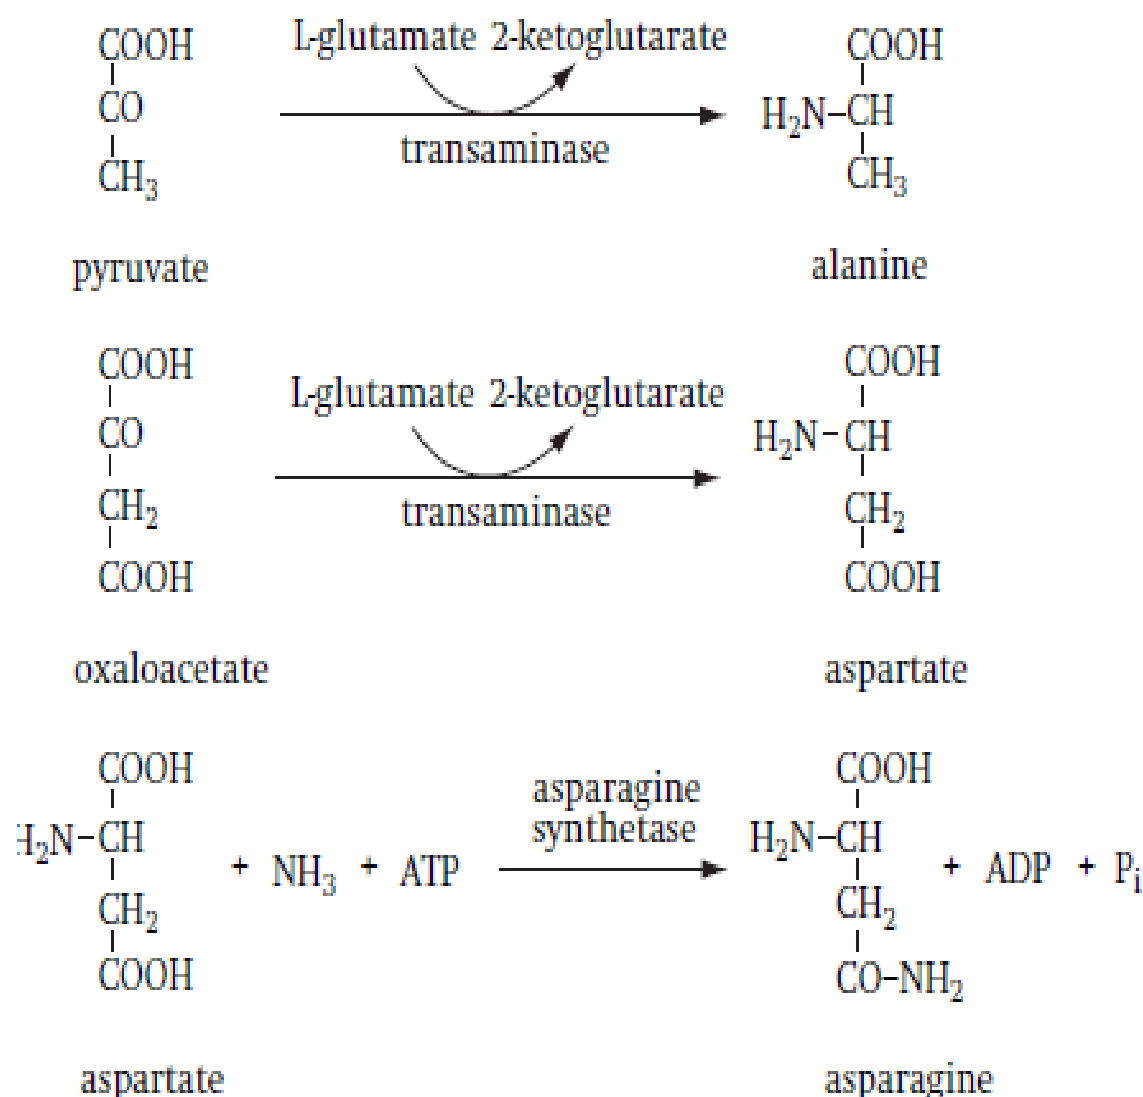 COOH
L-glutamate 2-ketoglutarate
COOH
CO
H₂N–CH
transaminase
CH₃
CH₃
pyruvate
alanine
COOH
COOH
L-glutamate 2-ketoglutarate
CO
H₂N–CH
CH₂
transaminase
CH₂
COOH
COOH
oxaloacetate
aspartate
COOH
asparagine
COOH
synthetase
H₂N–CH
H₂N–CH
+ NH₃ + ATP
+ ADP + Pᵢ
CH₂
CH₂
COOH
CO–NH₂
aspartate
asparagine